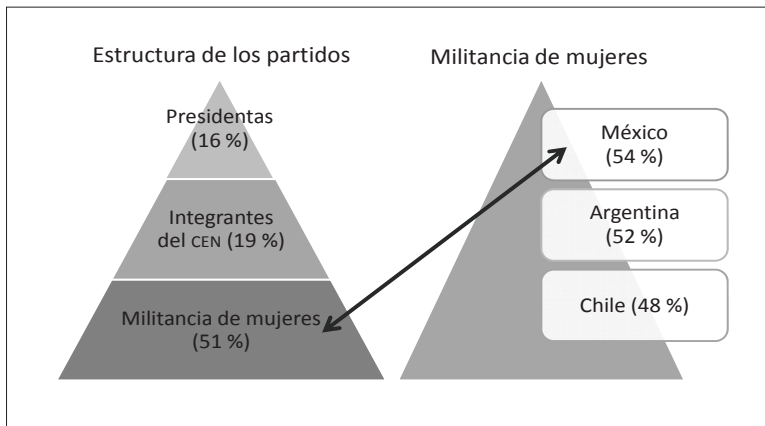 Estructura de los partidos
Presidentas
(16 %)
Integrantes
del CEN (19 %)
Militancia de mujeres
(51 %)
Militancia de mujeres
México
(54 %)
Argentina
(52 %)
Chile (48 %)